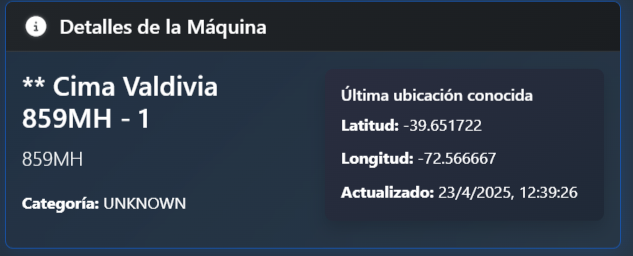 Detalles de la Máquina
** Cima Valdivia
859MH - 1
859MH
Categoría: UNKNOWN
Última ubicación conocida
Latitud: -39.651722
Longitud: -72.566667
Actualizado: 23/4/2025, 12:39:26